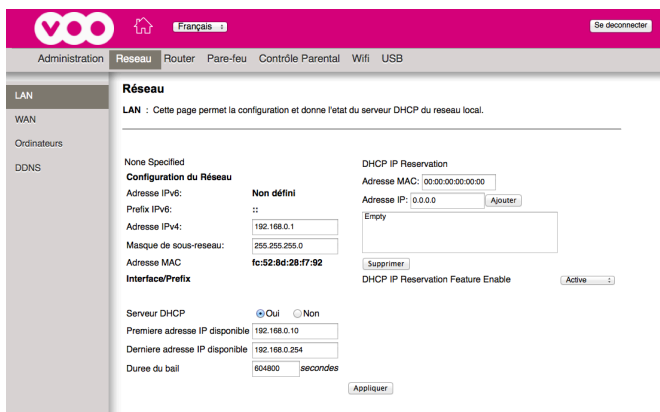 VOO
Français
Se deconnecter
Administration Reseau Router Pare-feu Contrôle Parental Wifi USB
LAN
WAN
Ordinateurs
DDNS
Réseau
LAN : Cette page permet la configuration et donne l'etat du serveur DHCP du reseau local.
None Specified
Configuration du Réseau
Adresse IPv6: Non défini
Prefix IPv6: ::
Adresse IPv4: 192.168.0.1
Masque de sous-reseau: 255.255.255.0
Adresse MAC fc:52:8d:28:f7:92
Interface/Prefix
Serveur DHCP Oui Non
Premiere adresse IP disponible 192.168.0.10
Derniere adresse IP disponible 192.168.0.254
Duree du bail 604800 secondes
DHCP IP Reservation
Adresse MAC: 00:00:00:00:00:00
Adresse IP: 0.0.0.0 Ajouter
Empty
Supprimer
DHCP IP Reservation Feature Enable Active
Appliquer